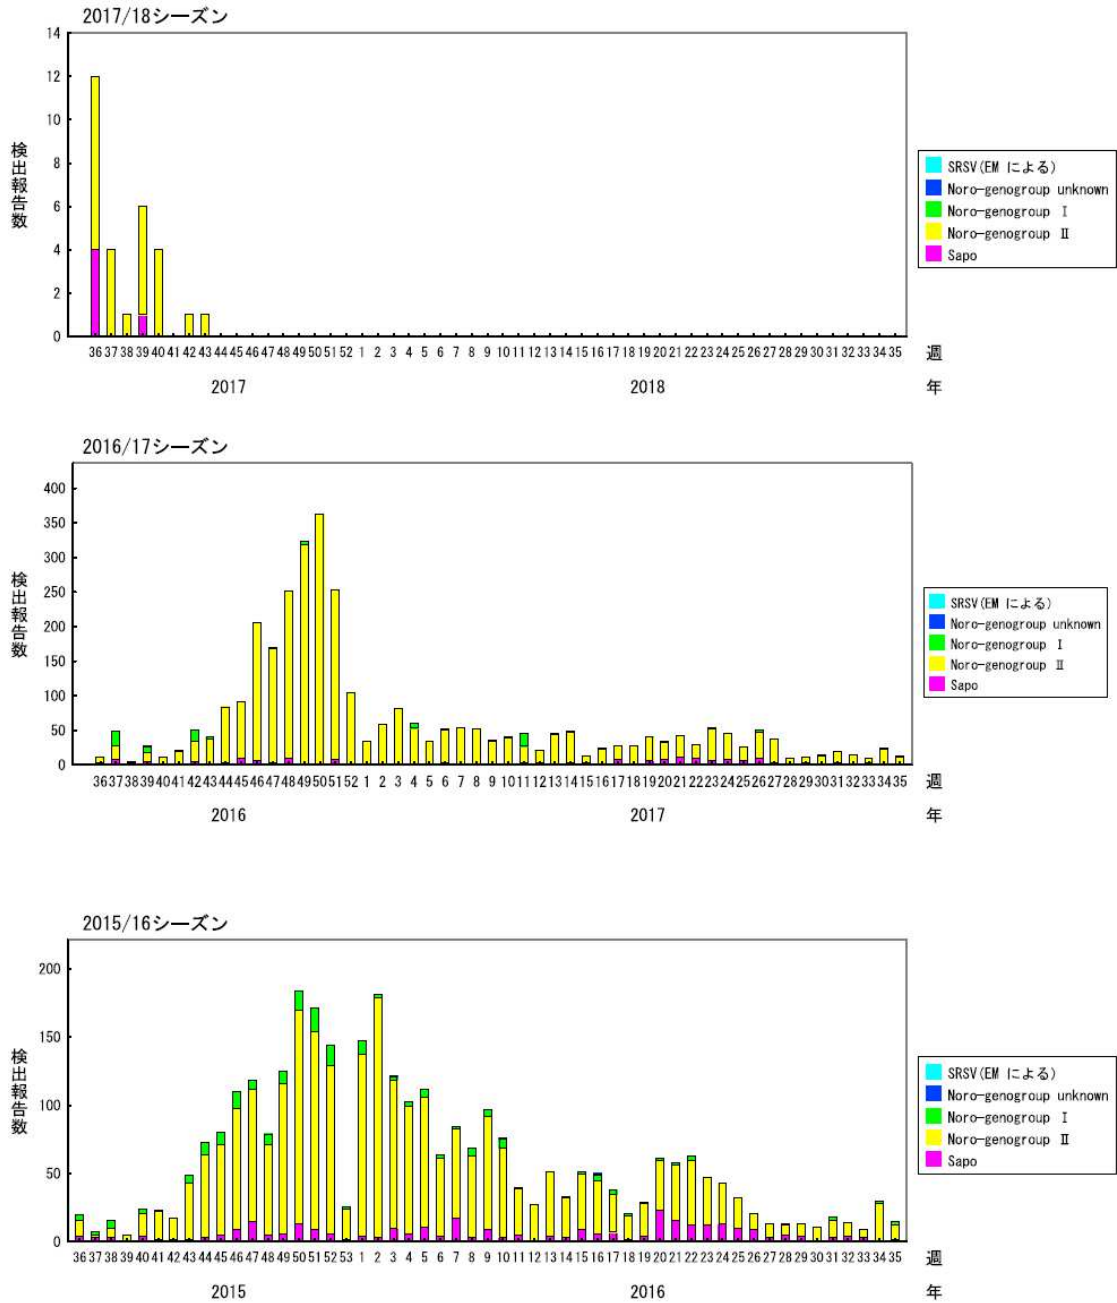 2017/18シーズン
14
12
10
8
6
4
2
0
検出報告数
SRSV(EM による)
Noro-genogroup unknown
Noro-genogroup Ⅰ
Noro-genogroup Ⅱ
Sapo
36 37 38 39 40 41 42 43 44 45 46 47 48 49 50 51 52 1 2 3 4 5 6 7 8 9 10 11 12 13 14 15 16 17 18 19 20 21 22 23 24 25 26 27 28 29 30 31 32 33 34 35 週
2017 2018 年
2016/17シーズン
400
350
300
250
200
150
100
50
0
検出報告数
SRSV(EM による)
Noro-genogroup unknown
Noro-genogroup Ⅰ
Noro-genogroup Ⅱ
Sapo
36 37 38 39 40 41 42 43 44 45 46 47 48 49 50 51 52 1 2 3 4 5 6 7 8 9 10 11 12 13 14 15 16 17 18 19 20 21 22 23 24 25 26 27 28 29 30 31 32 33 34 35 週
2016 2017 年
2015/16シーズン
200
150
100
50
0
検出報告数
SRSV(EM による)
Noro-genogroup unknown
Noro-genogroup Ⅰ
Noro-genogroup Ⅱ
Sapo
36 37 38 39 40 41 42 43 44 45 46 47 48 49 50 51 52 53 1 2 3 4 5 6 7 8 9 10 11 12 13 14 15 16 17 18 19 20 21 22 23 24 25 26 27 28 29 30 31 32 33 34 35 週
2015 2016 年